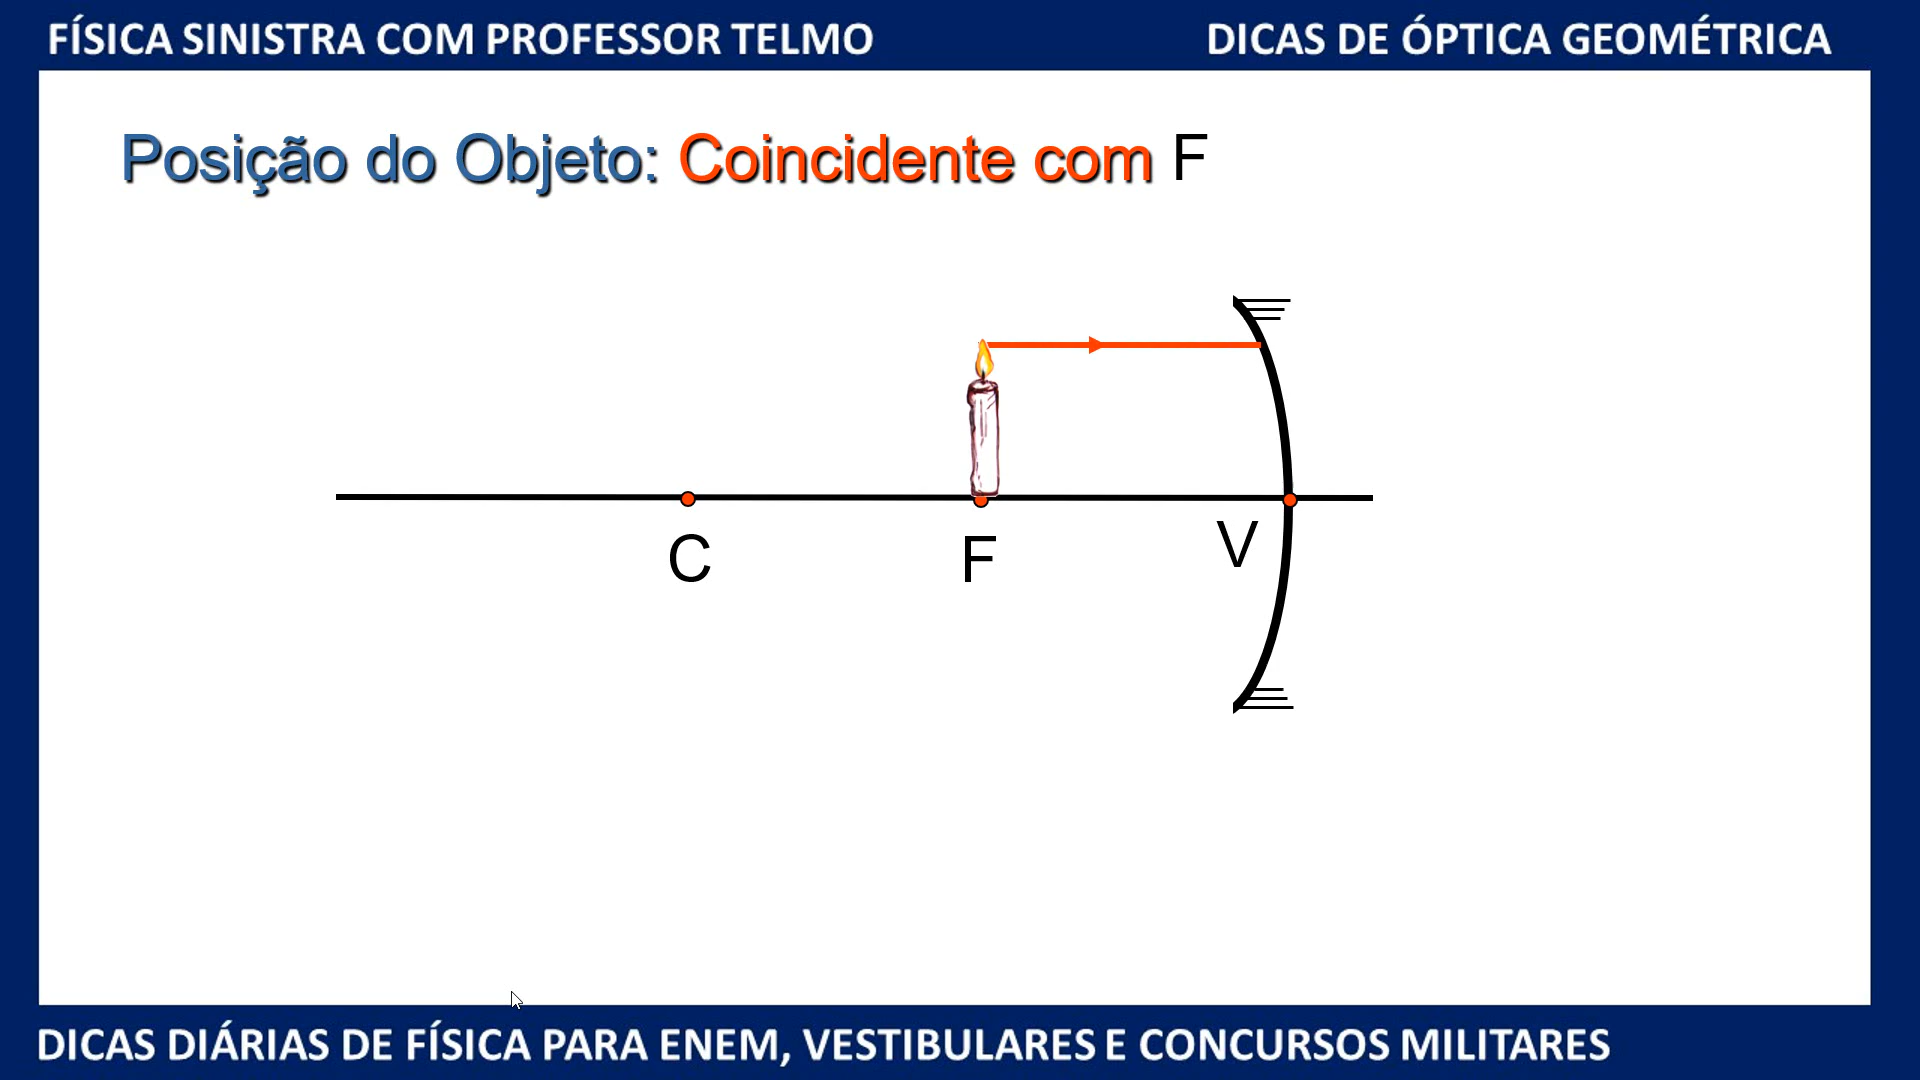 FÍSICA SINISTRA COM PROFESSOR TELMO
DICAS DE ÓPTICA GEOMÉTRICA
Posição do Objeto: Coincidente com F
C
F
V
DICAS DIÁRIAS DE FÍSICA PARA ENEM, VESTIBULARES E CONCURSOS MILITARES